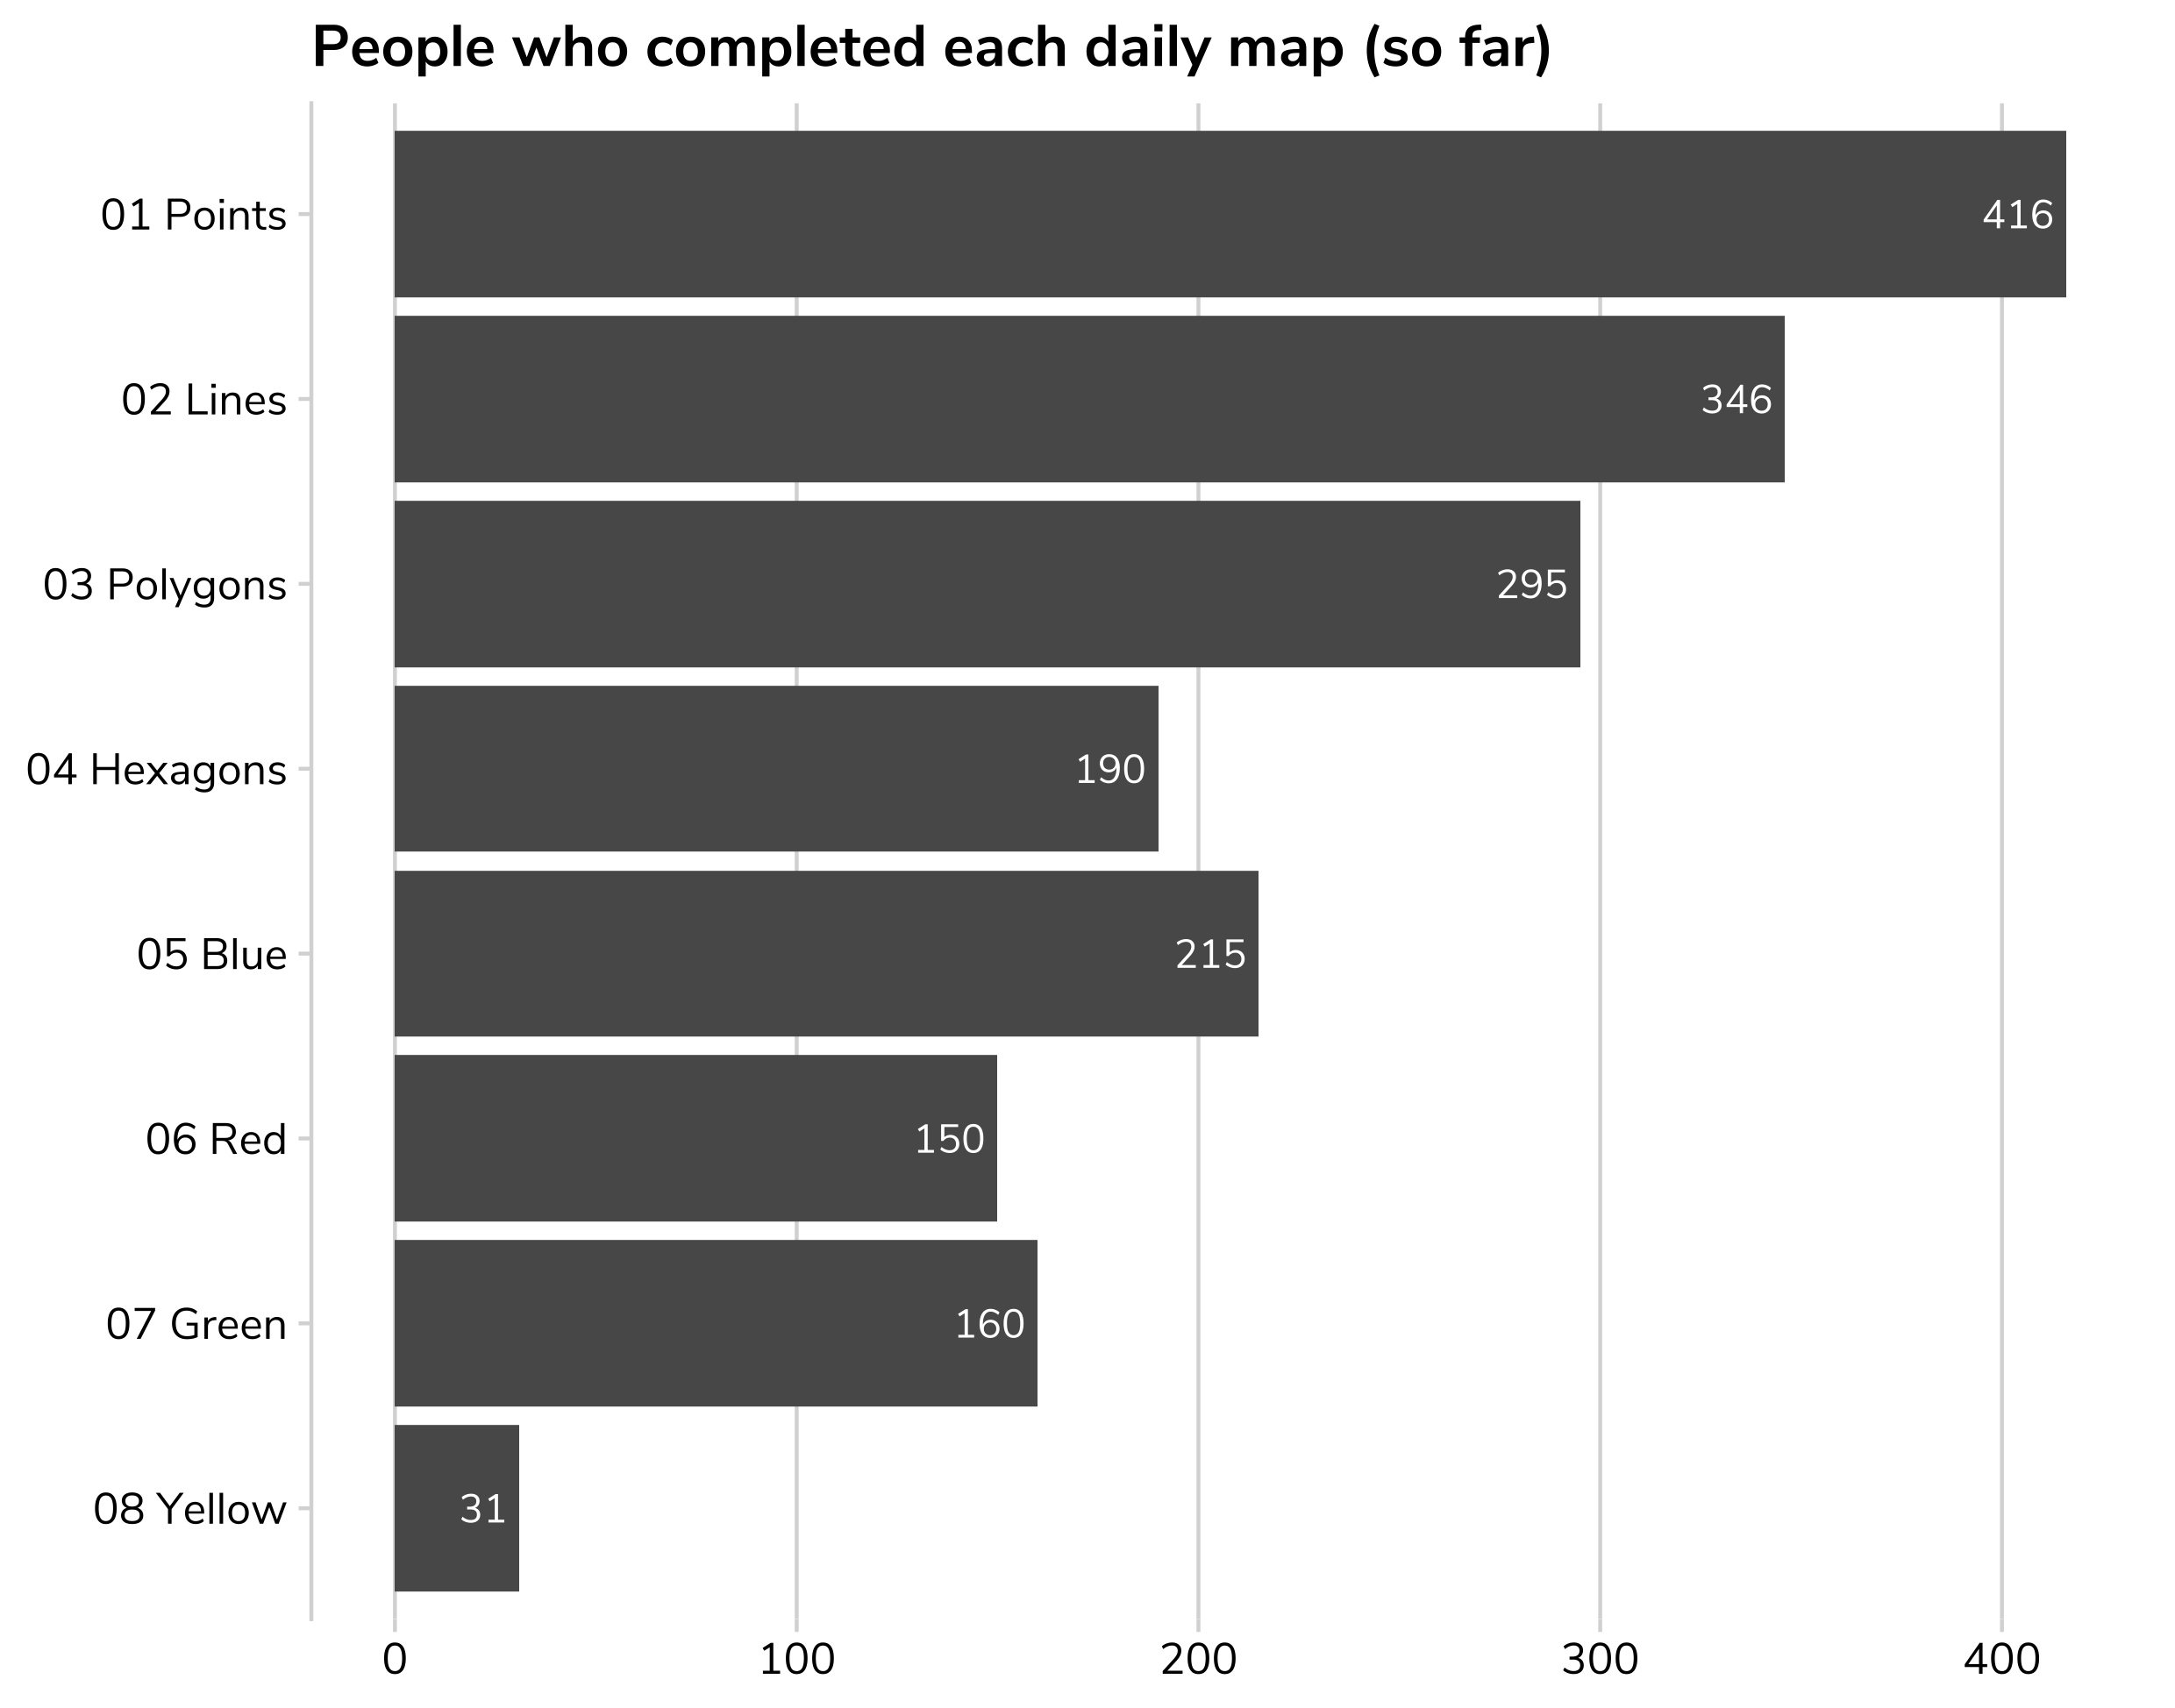 People who completed each daily map (so far)
01 Points 416
02 Lines 346
03 Polygons 295
04 Hexagons 190
05 Blue 215
06 Red 150
07 Green 160
08 Yellow 31
0 100 200 300 400